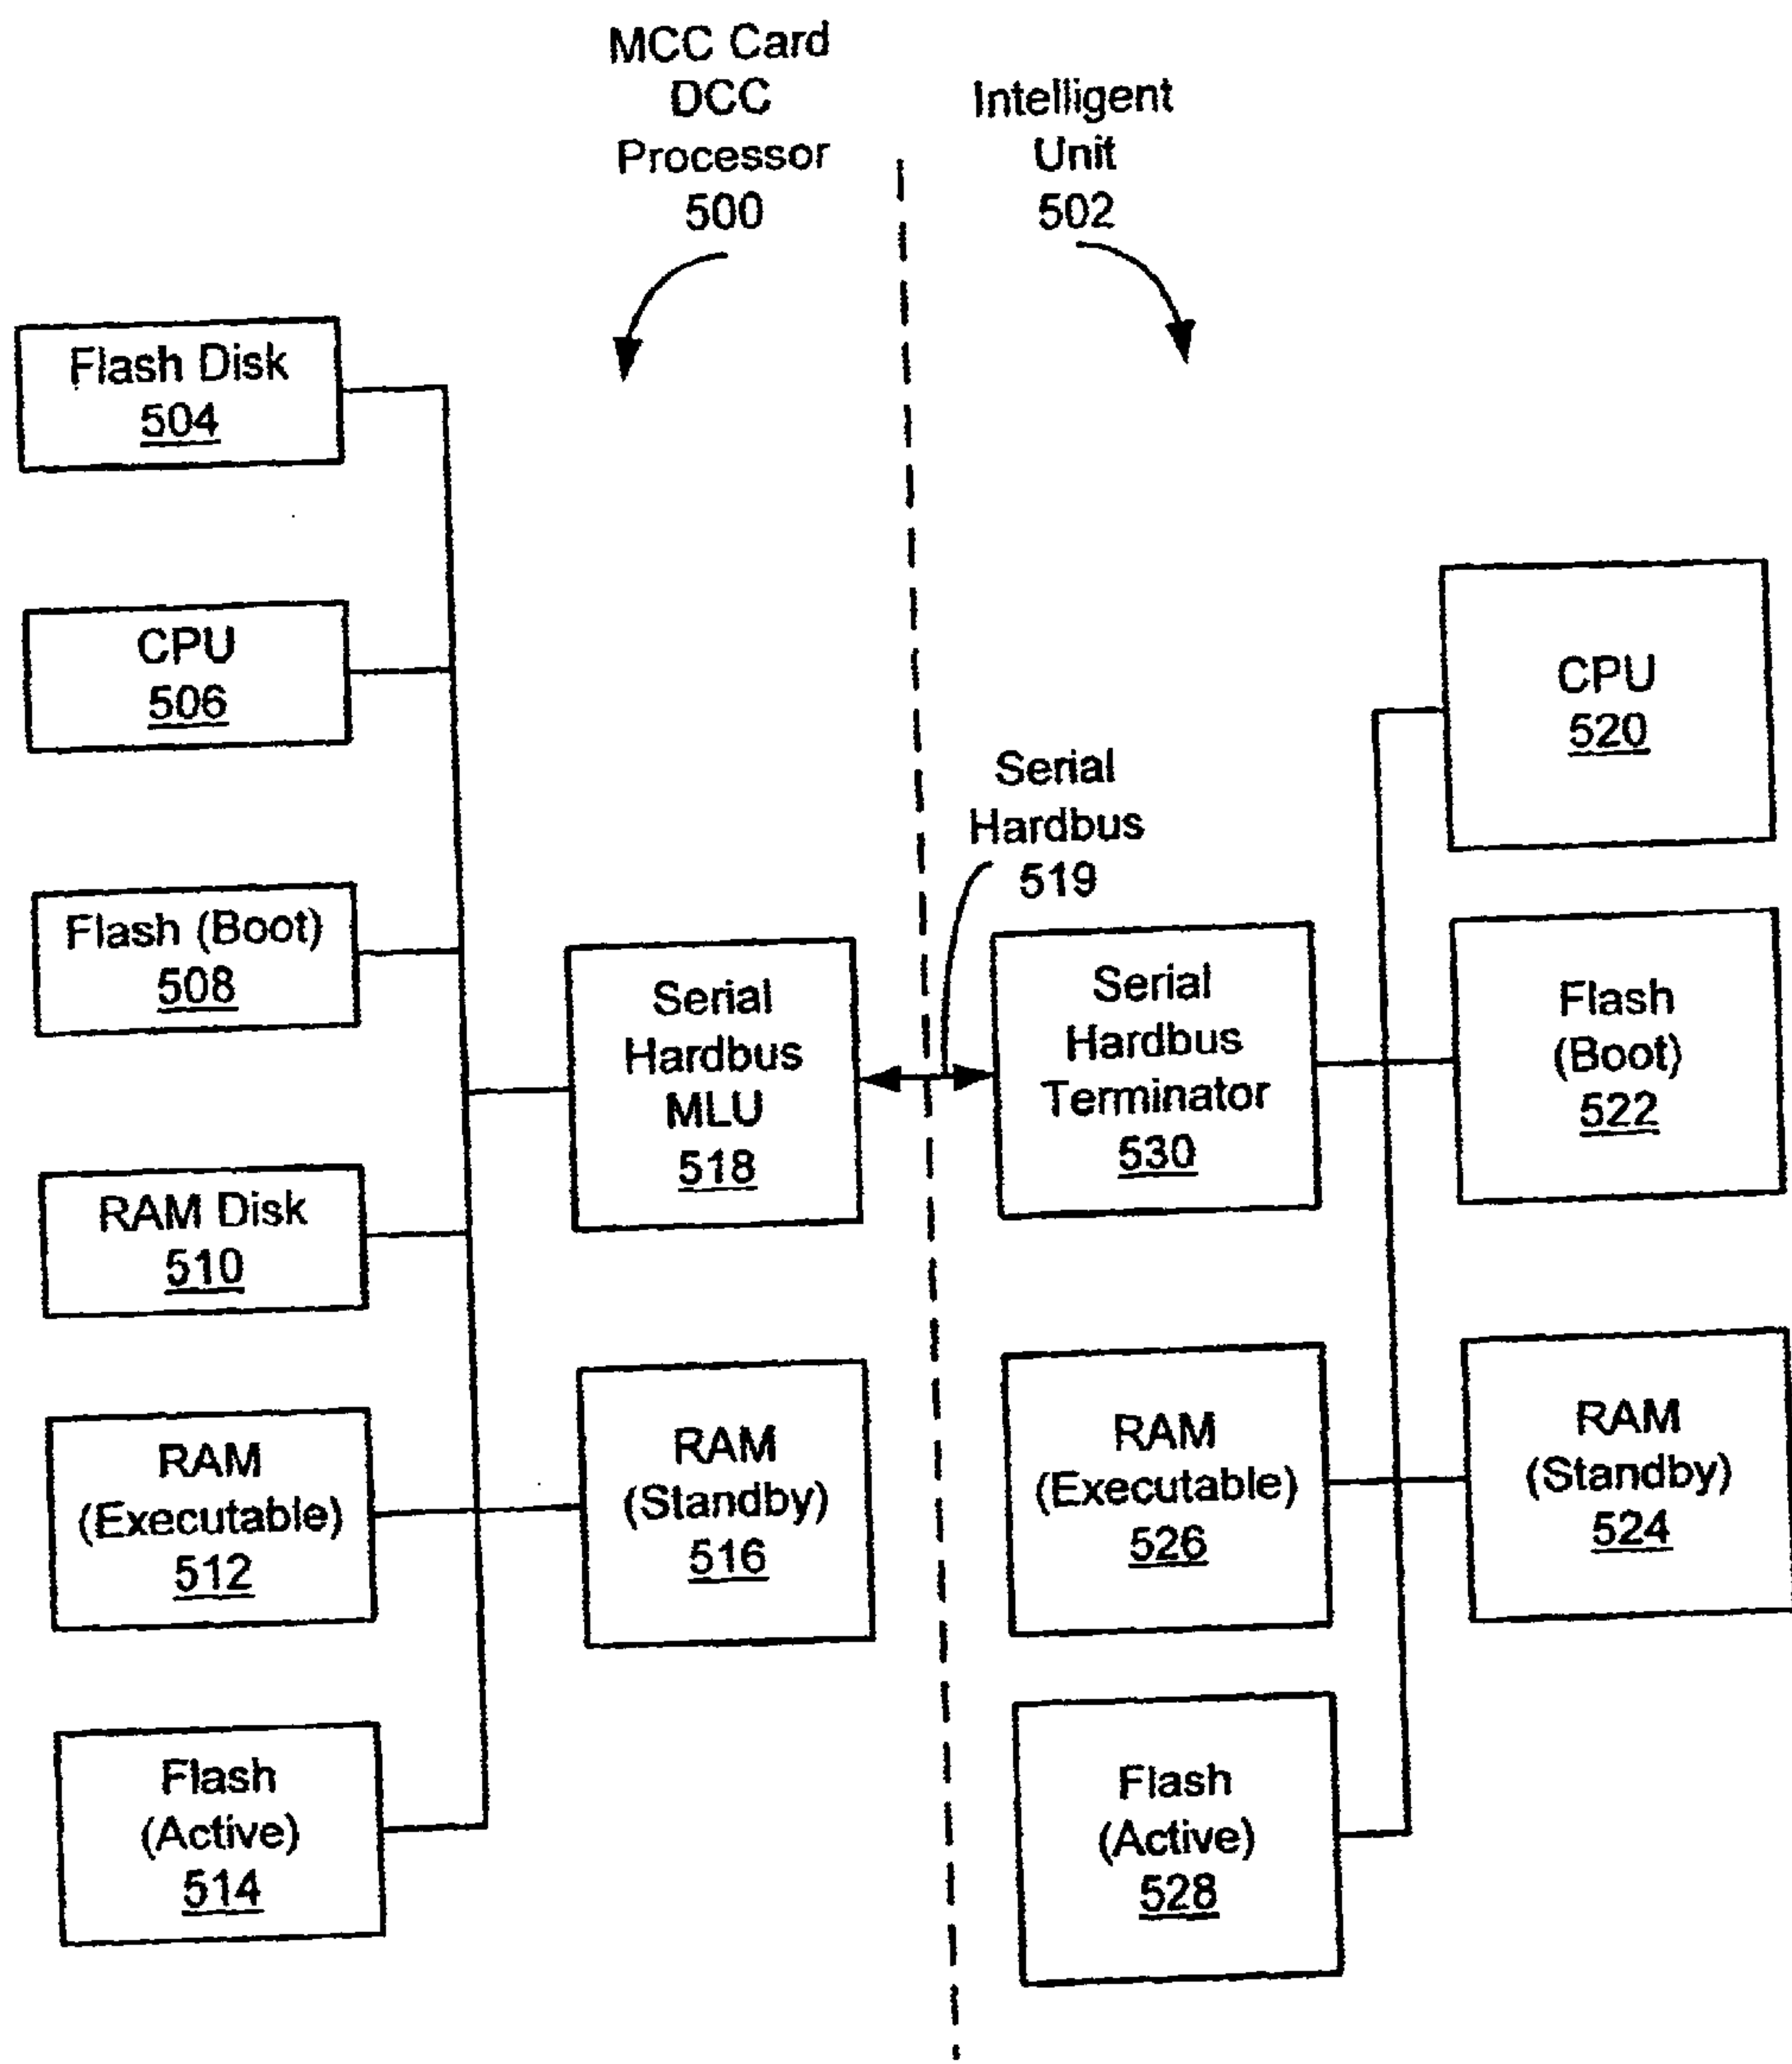 MCC Card
DCC
Processor
500
Intelligent
Unit
502
Flash Disk
504
CPU
506
Flash (Boot)
508
RAM Disk
510
RAM
(Executable)
512
Flash
(Active)
514
Serial
Hardbus
MLU
518
RAM
(Standby)
516
Serial
Hardbus
519
Serial
Hardbus
Terminator
530
RAM
(Executable)
526
Flash
(Active)
528
CPU
520
Flash
(Boot)
522
RAM
(Standby)
524